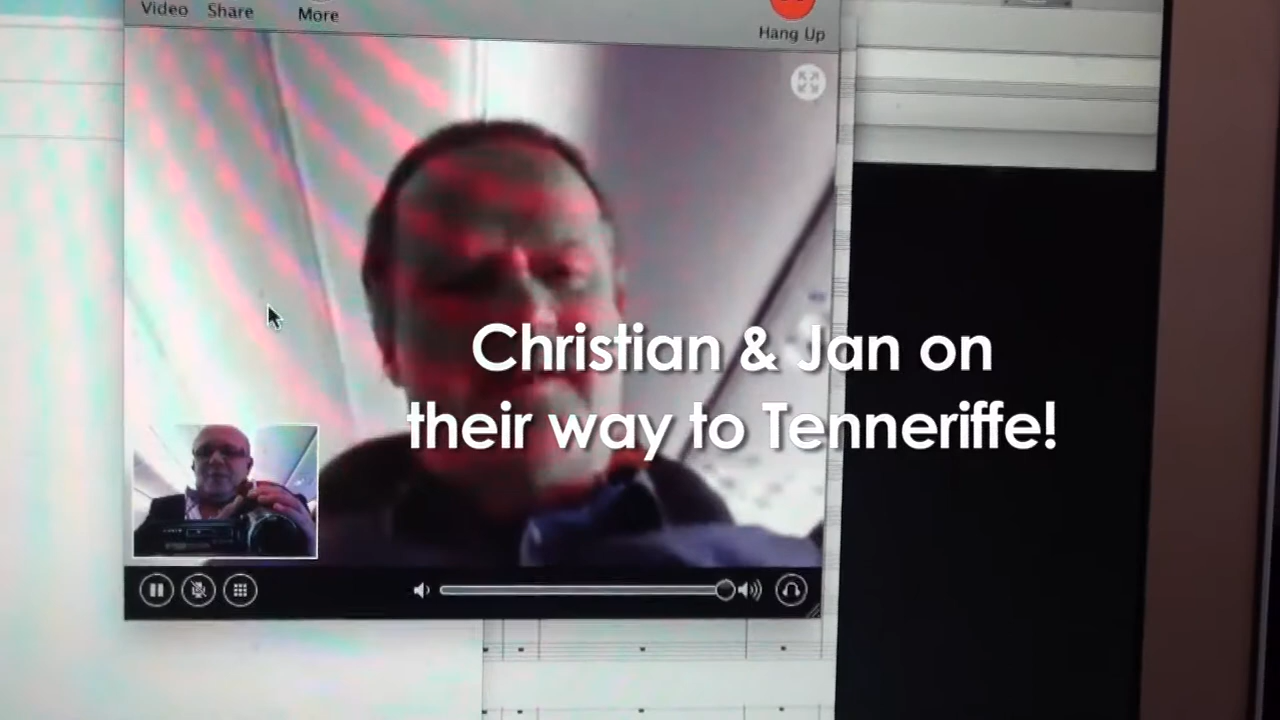 Video Share More
Hang Up
Christian & Jan on
their way to Tenneriffe!